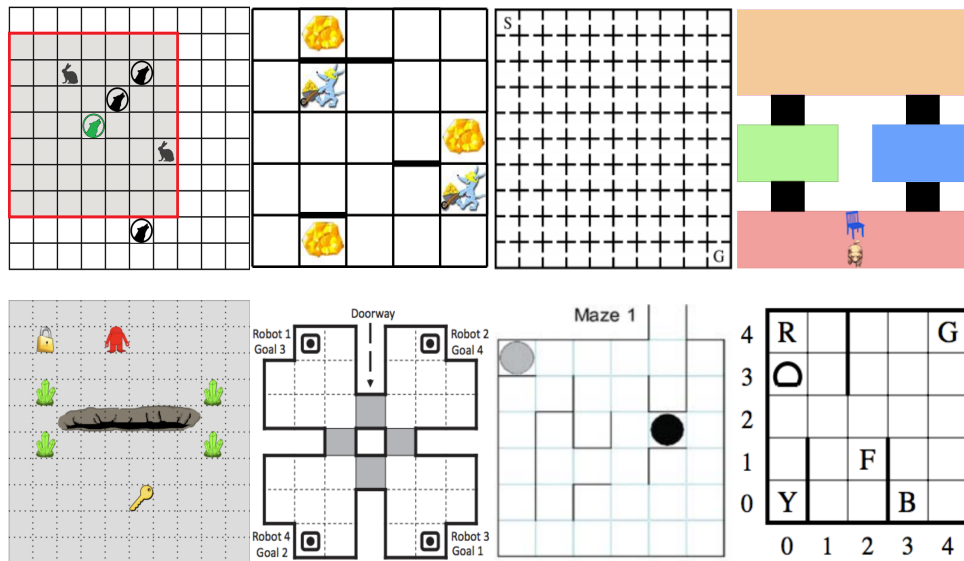 S
G
Doorway
Robot 1
Goal 3
Robot 2
Goal 4
Robot 4
Goal 2
Robot 3
Goal 1
Maze 1
4
R
G
3
2
1
F
0
Y
B
0 1 2 3 4